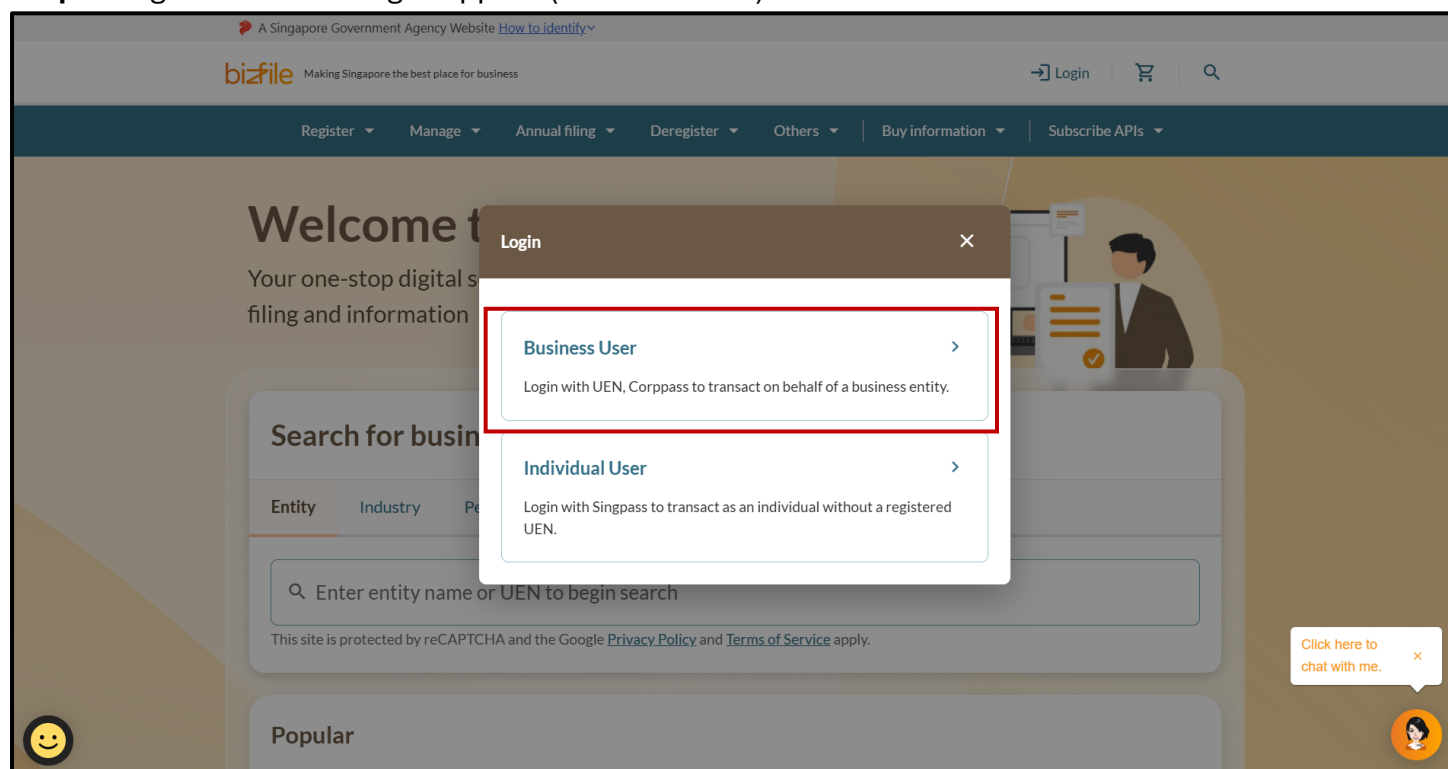 A Singapore Government Agency Website How to identify
bizfile Making Singapore the best place for business
Login
Register Manage Annual filing Deregister Others Buy information Subscribe APIs
Welcome t
Your one-stop digital s
filing and information
Login
Business User
Login with UEN, Corppass to transact on behalf of a business entity.
Individual User
Login with Singpass to transact as an individual without a registered
UEN.
Search for busin
Entity Industry Pe
Enter entity name or UEN to begin search
This site is protected by reCAPTCHA and the Google Privacy Policy and Terms of Service apply.
Click here to
chat with me.
Popular